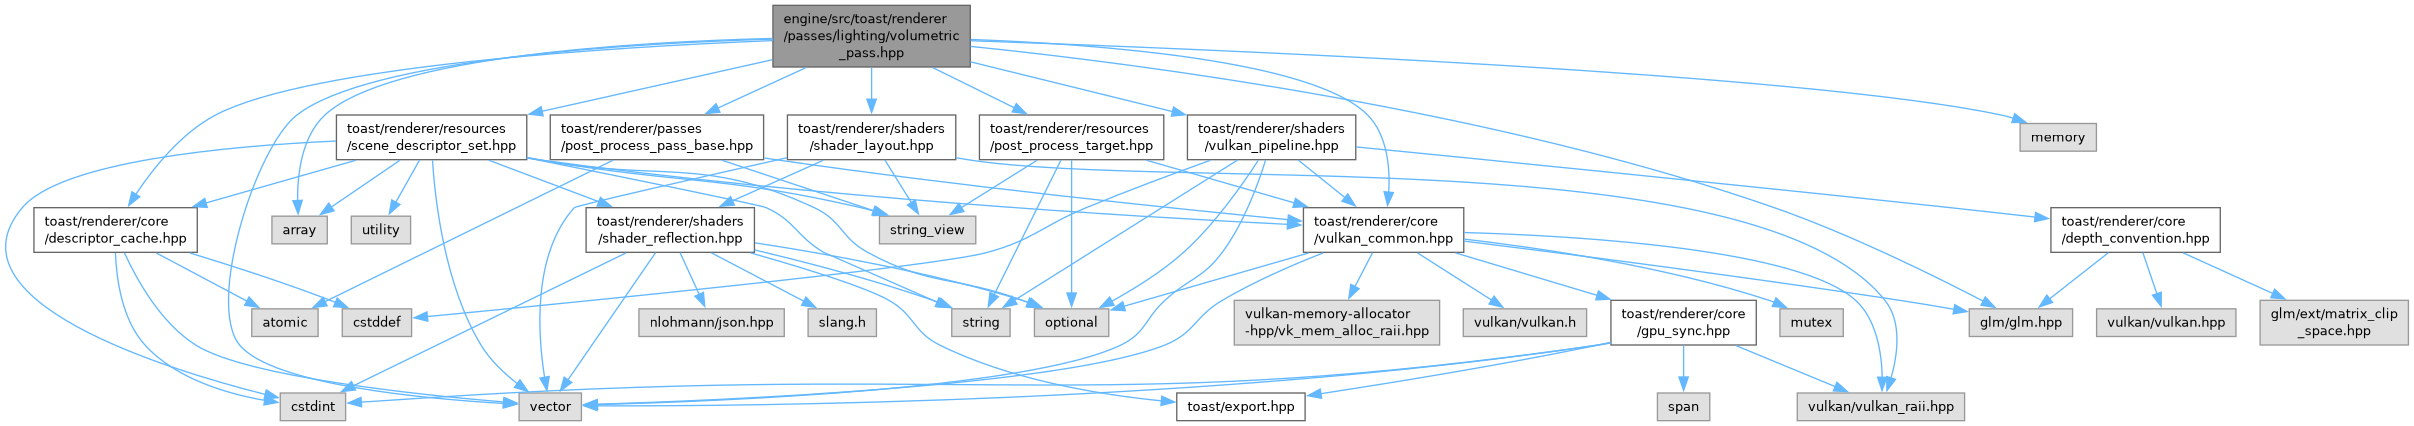 engine/src/toast/renderer
/passes/lighting/volumetric
_pass.hpp
toast/renderer/resources
/scene_descriptor_set.hpp
toast/renderer/passes
/post_process_pass_base.hpp
toast/renderer/shaders
/shader_layout.hpp
toast/renderer/resources
/post_process_target.hpp
toast/renderer/shaders
/vulkan_pipeline.hpp
memory
toast/renderer/core
/descriptor_cache.hpp
array
utility
toast/renderer/shaders
/shader_reflection.hpp
string_view
toast/renderer/core
/vulkan_common.hpp
toast/renderer/core
/depth_convention.hpp
atomic
cstddef
nlohmann/json.hpp
slang.h
string
optional
vulkan-memory-allocator
-hpp/vk_mem_alloc_raii.hpp
vulkan/vulkan.h
toast/renderer/core
/gpu_sync.hpp
mutex
glm/glm.hpp
vulkan/vulkan.hpp
glm/ext/matrix_clip
_space.hpp
cstdint
vector
toast/export.hpp
span
vulkan/vulkan_raii.hpp